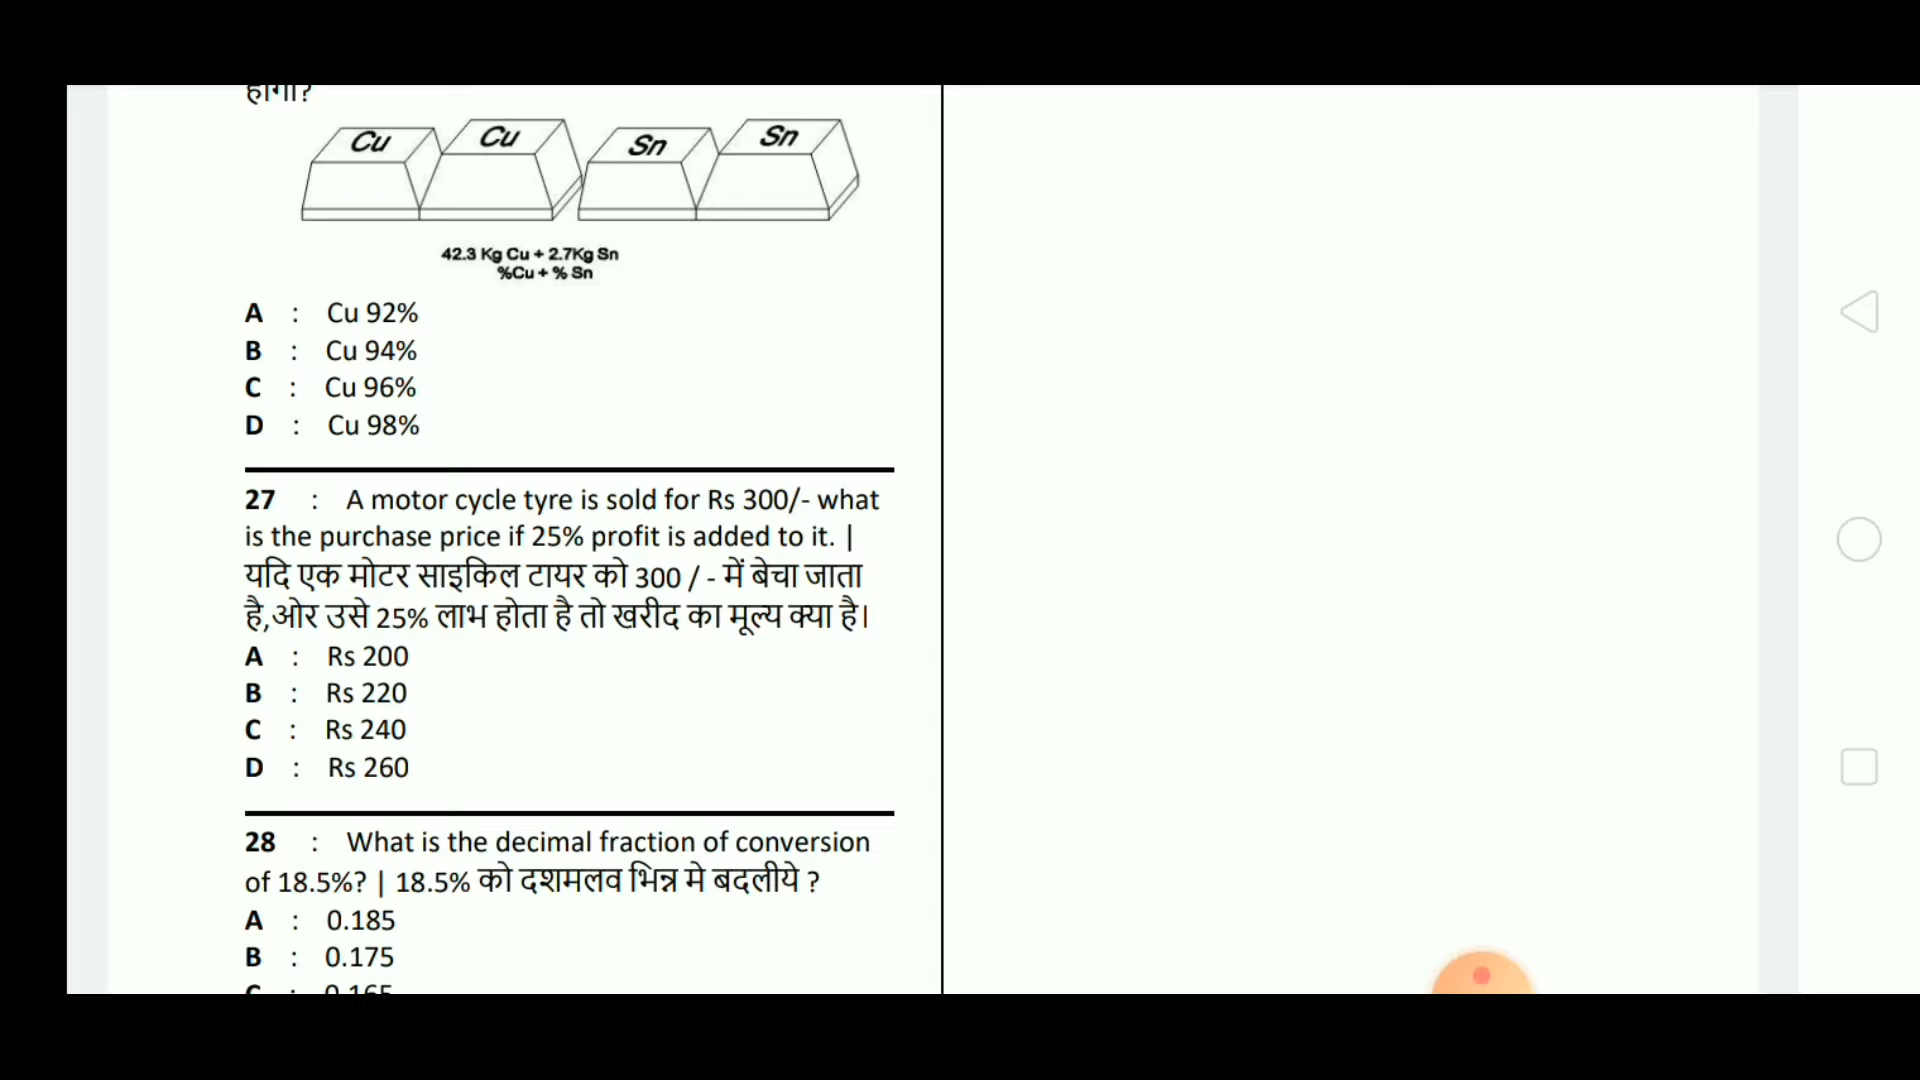 होगा?
Cu Cu Sn Sn
42.3 Kg Cu + 2.7Kg Sn
%Cu + % Sn
A : Cu 92%
B : Cu 94%
C : Cu 96%
D : Cu 98%
27 : A motor cycle tyre is sold for Rs 300/- what
is the purchase price if 25% profit is added to it. |
यदि एक मोटर साइकिल टायर को 300 / - में बेचा जाता
है,ओर उसे 25% लाभ होता है तो खरीद का मूल्य क्या है।
A : Rs 200
B : Rs 220
C : Rs 240
D : Rs 260
28 : What is the decimal fraction of conversion
of 18.5%? | 18.5% को दशमलव भिन्न मे बदलीये ?
A : 0.185
B : 0.175
C : 0.165